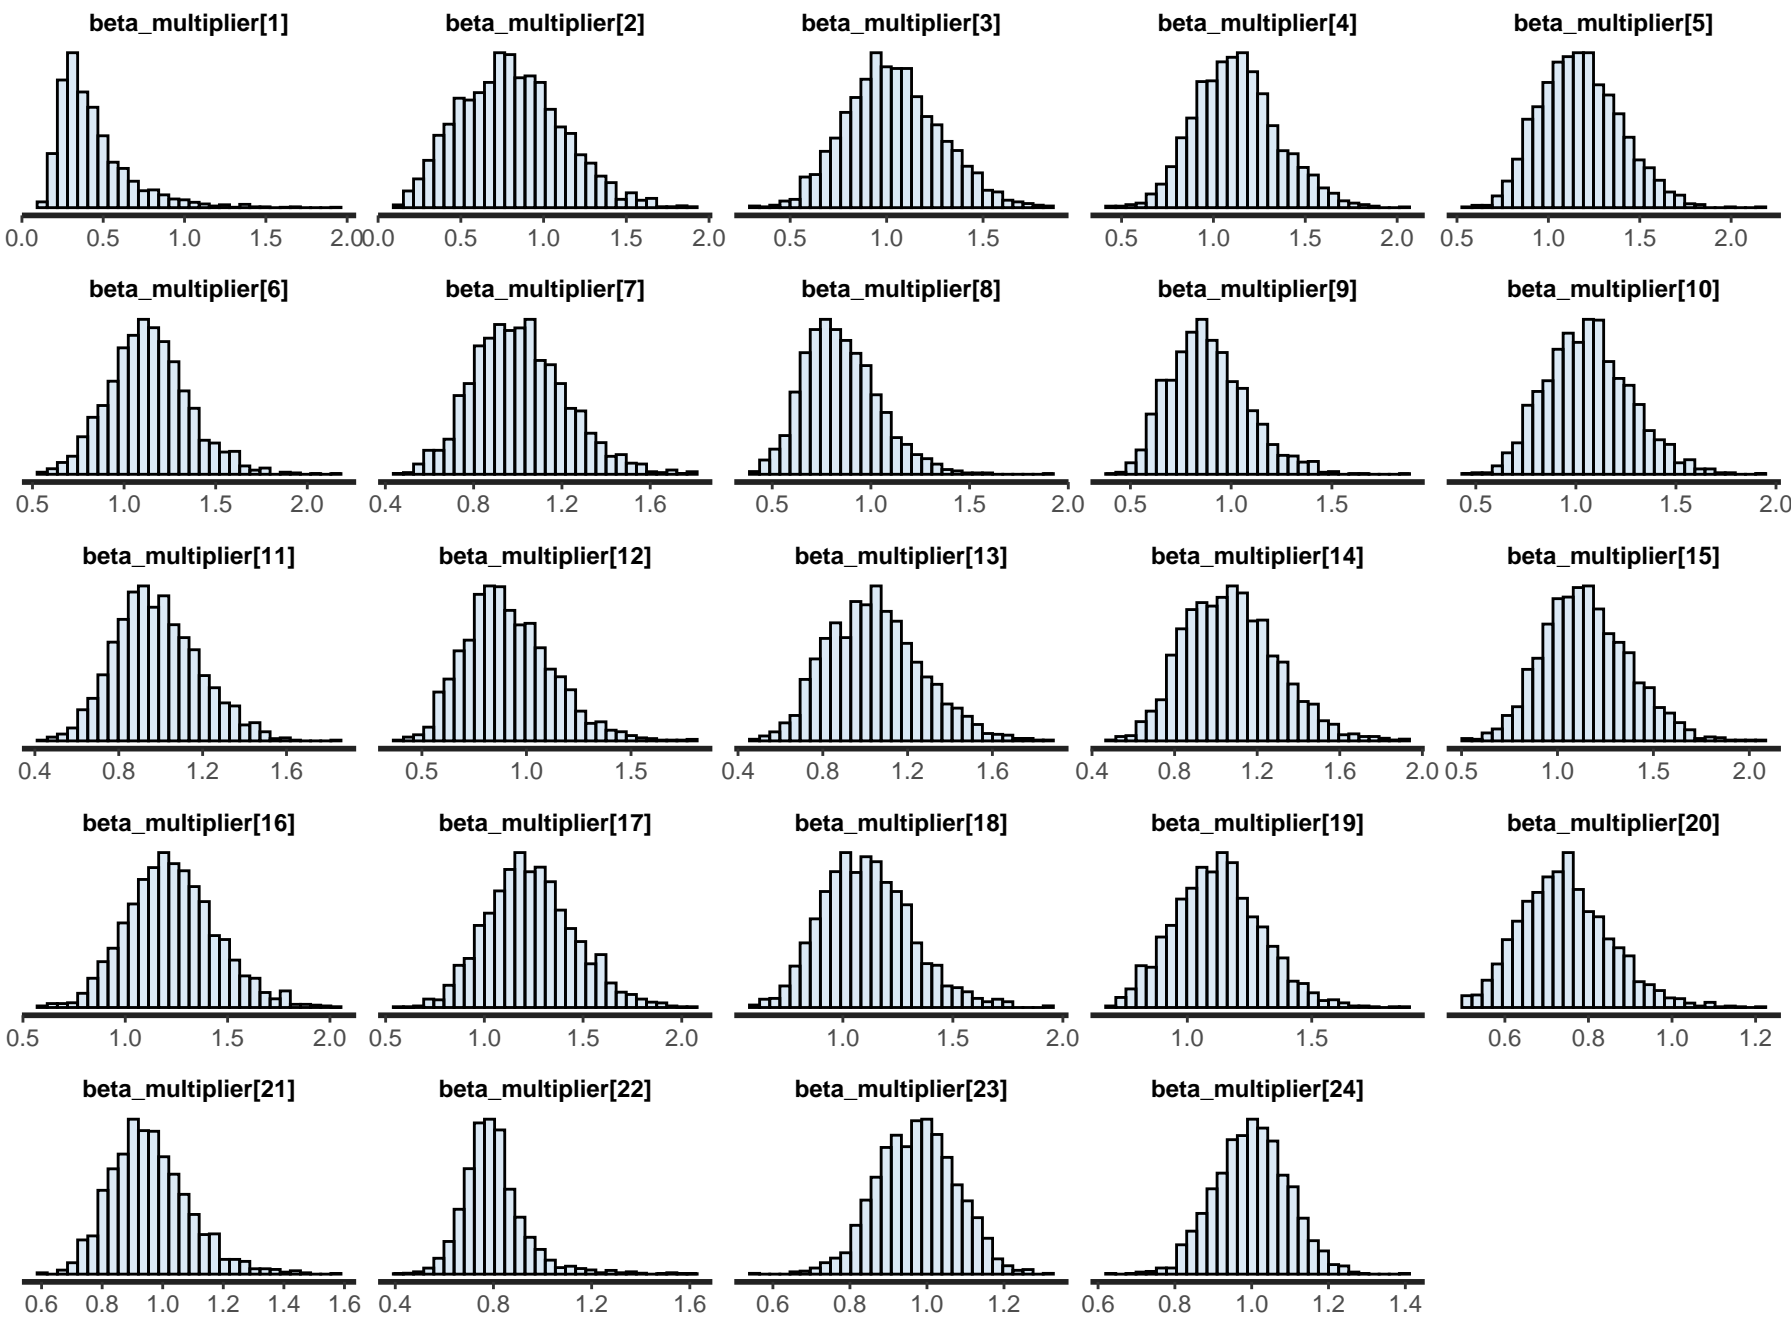 beta_multiplier[1] beta_multiplier[2] beta_multiplier[3] beta_multiplier[4] beta_multiplier[5]
0.0 0.5 1.0 1.5 2.0 0.0 0.5 1.0 1.5 2.0 0.5 1.0 1.5 0.5 1.0 1.5 2.0 0.5 1.0 1.5 2.0
beta_multiplier[6] beta_multiplier[7] beta_multiplier[8] beta_multiplier[9] beta_multiplier[10]
0.5 1.0 1.5 2.0 0.4 0.8 1.2 1.6 0.5 1.0 1.5 2.0 0.5 1.0 1.5 0.5 1.0 1.5 2.0
beta_multiplier[11] beta_multiplier[12] beta_multiplier[13] beta_multiplier[14] beta_multiplier[15]
0.4 0.8 1.2 1.6 0.5 1.0 1.5 0.4 0.8 1.2 1.6 0.4 0.8 1.2 1.6 2.0 0.5 1.0 1.5 2.0
beta_multiplier[16] beta_multiplier[17] beta_multiplier[18] beta_multiplier[19] beta_multiplier[20]
0.5 1.0 1.5 2.0 0.5 1.0 1.5 2.0 1.0 1.5 2.0 1.0 1.5 0.6 0.8 1.0 1.2
beta_multiplier[21] beta_multiplier[22] beta_multiplier[23] beta_multiplier[24]
0.6 0.8 1.0 1.2 1.4 1.6 0.4 0.8 1.2 1.6 0.6 0.8 1.0 1.2 0.6 0.8 1.0 1.2 1.4